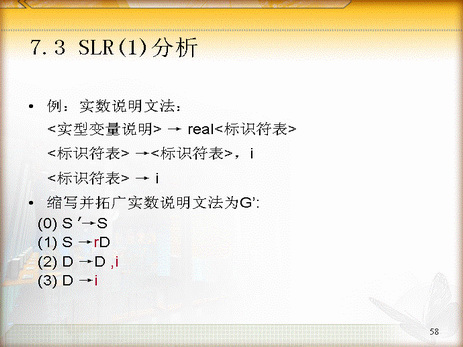 7.3 SLR(1)分析
• 例: 实数说明文法:
<实型变量说明> → real<标识符表>
<标识符表> →<标识符表>, i
<标识符表> → i
• 缩写并拓广实数说明文法为G':
(0) S ′→S
(1) S →rD
(2) D →D ,i
(3) D →i
58